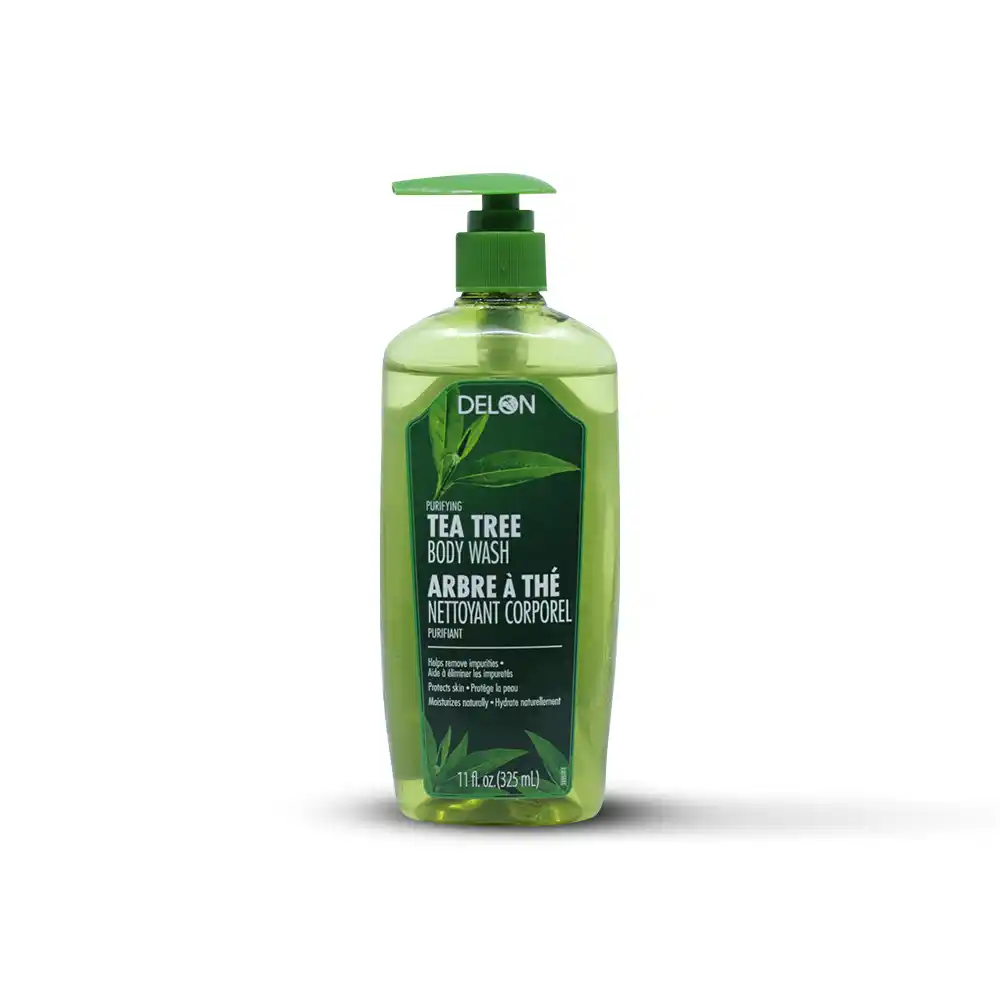 DELON
PURIFYING
TEA TREE
BODY WASH
ARBRE À THÉ
NETTOYANT CORPOREL
PURIFIANT
Helps remove impurities •
Aide à éliminer les impuretés
Protects skin • Protège la peau
Moisturizes naturally • Hydrate naturellement
11 fl. oz.(325 mL)